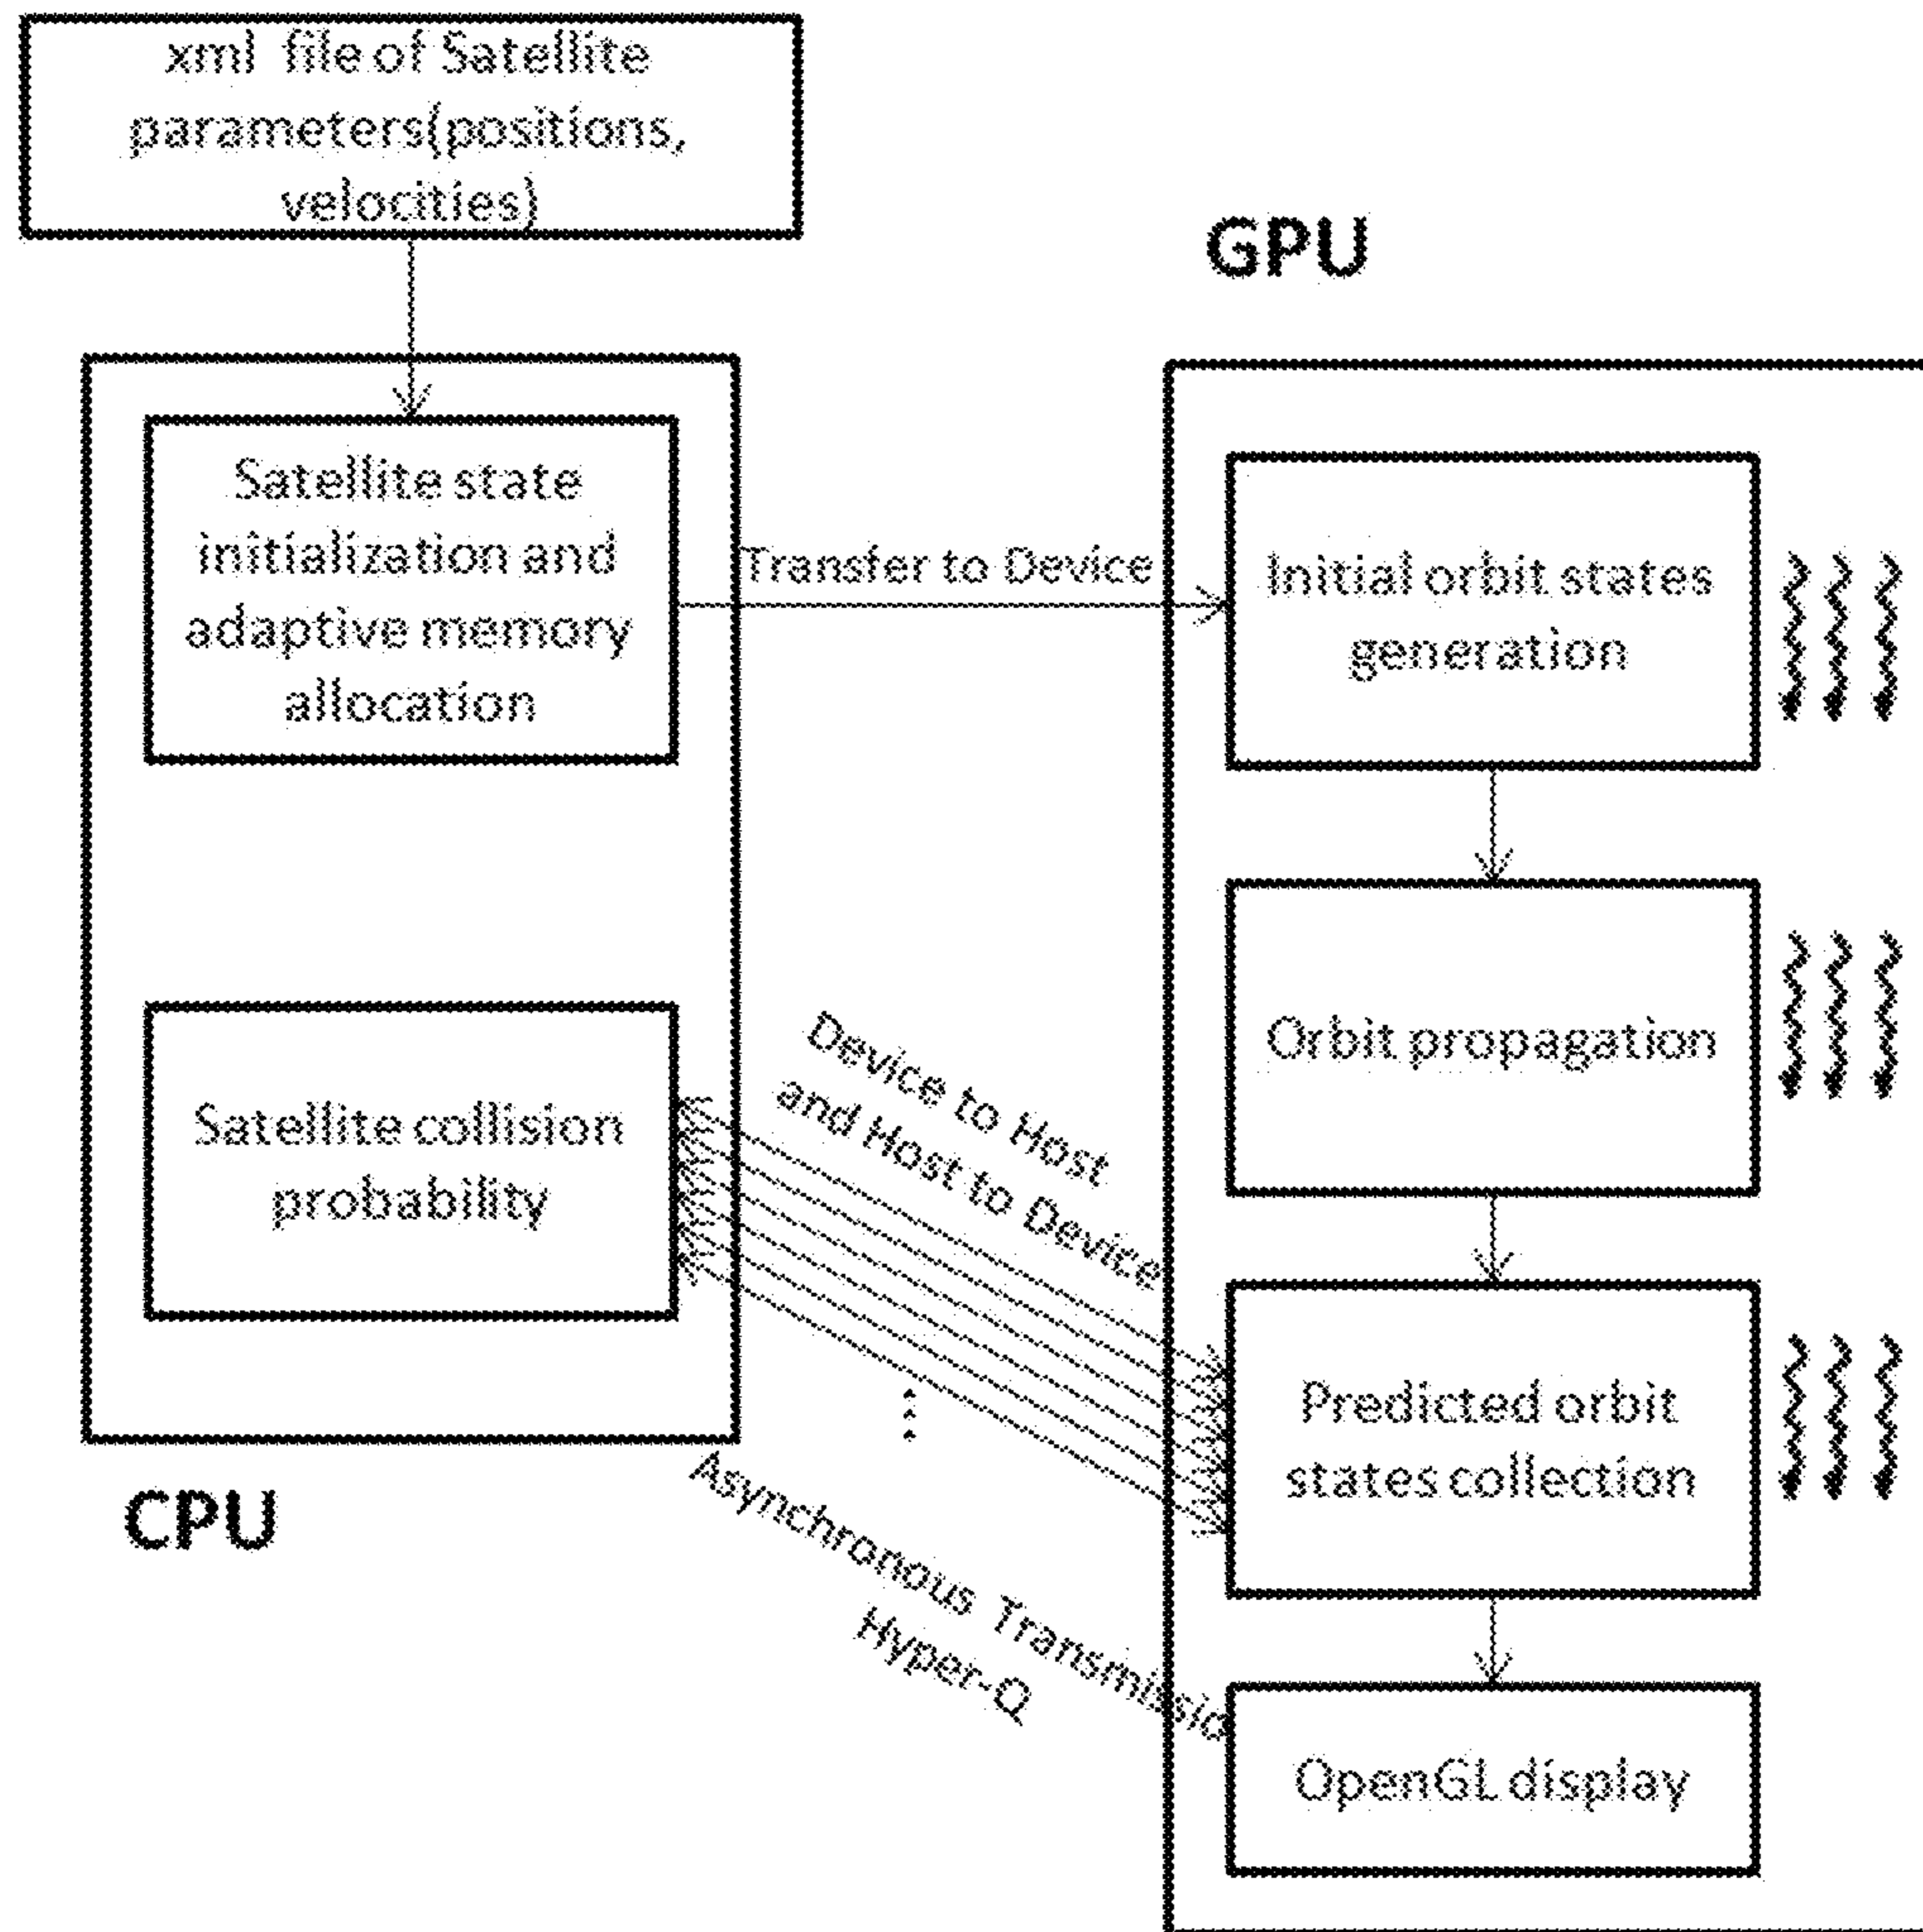 xml file of Satellite
parameters(positions,
velocities)
GPU
Satellite state
initialization and
adaptive memory
allocation
Transfer to Device
Initial orbit states
generation
Orbit propagation
Device to Host
and Host to Device
Satellite collision
probability
Predicted orbit
states collection
CPU
Asynchronous Transmissio
Hyper-Q
OpenGL display